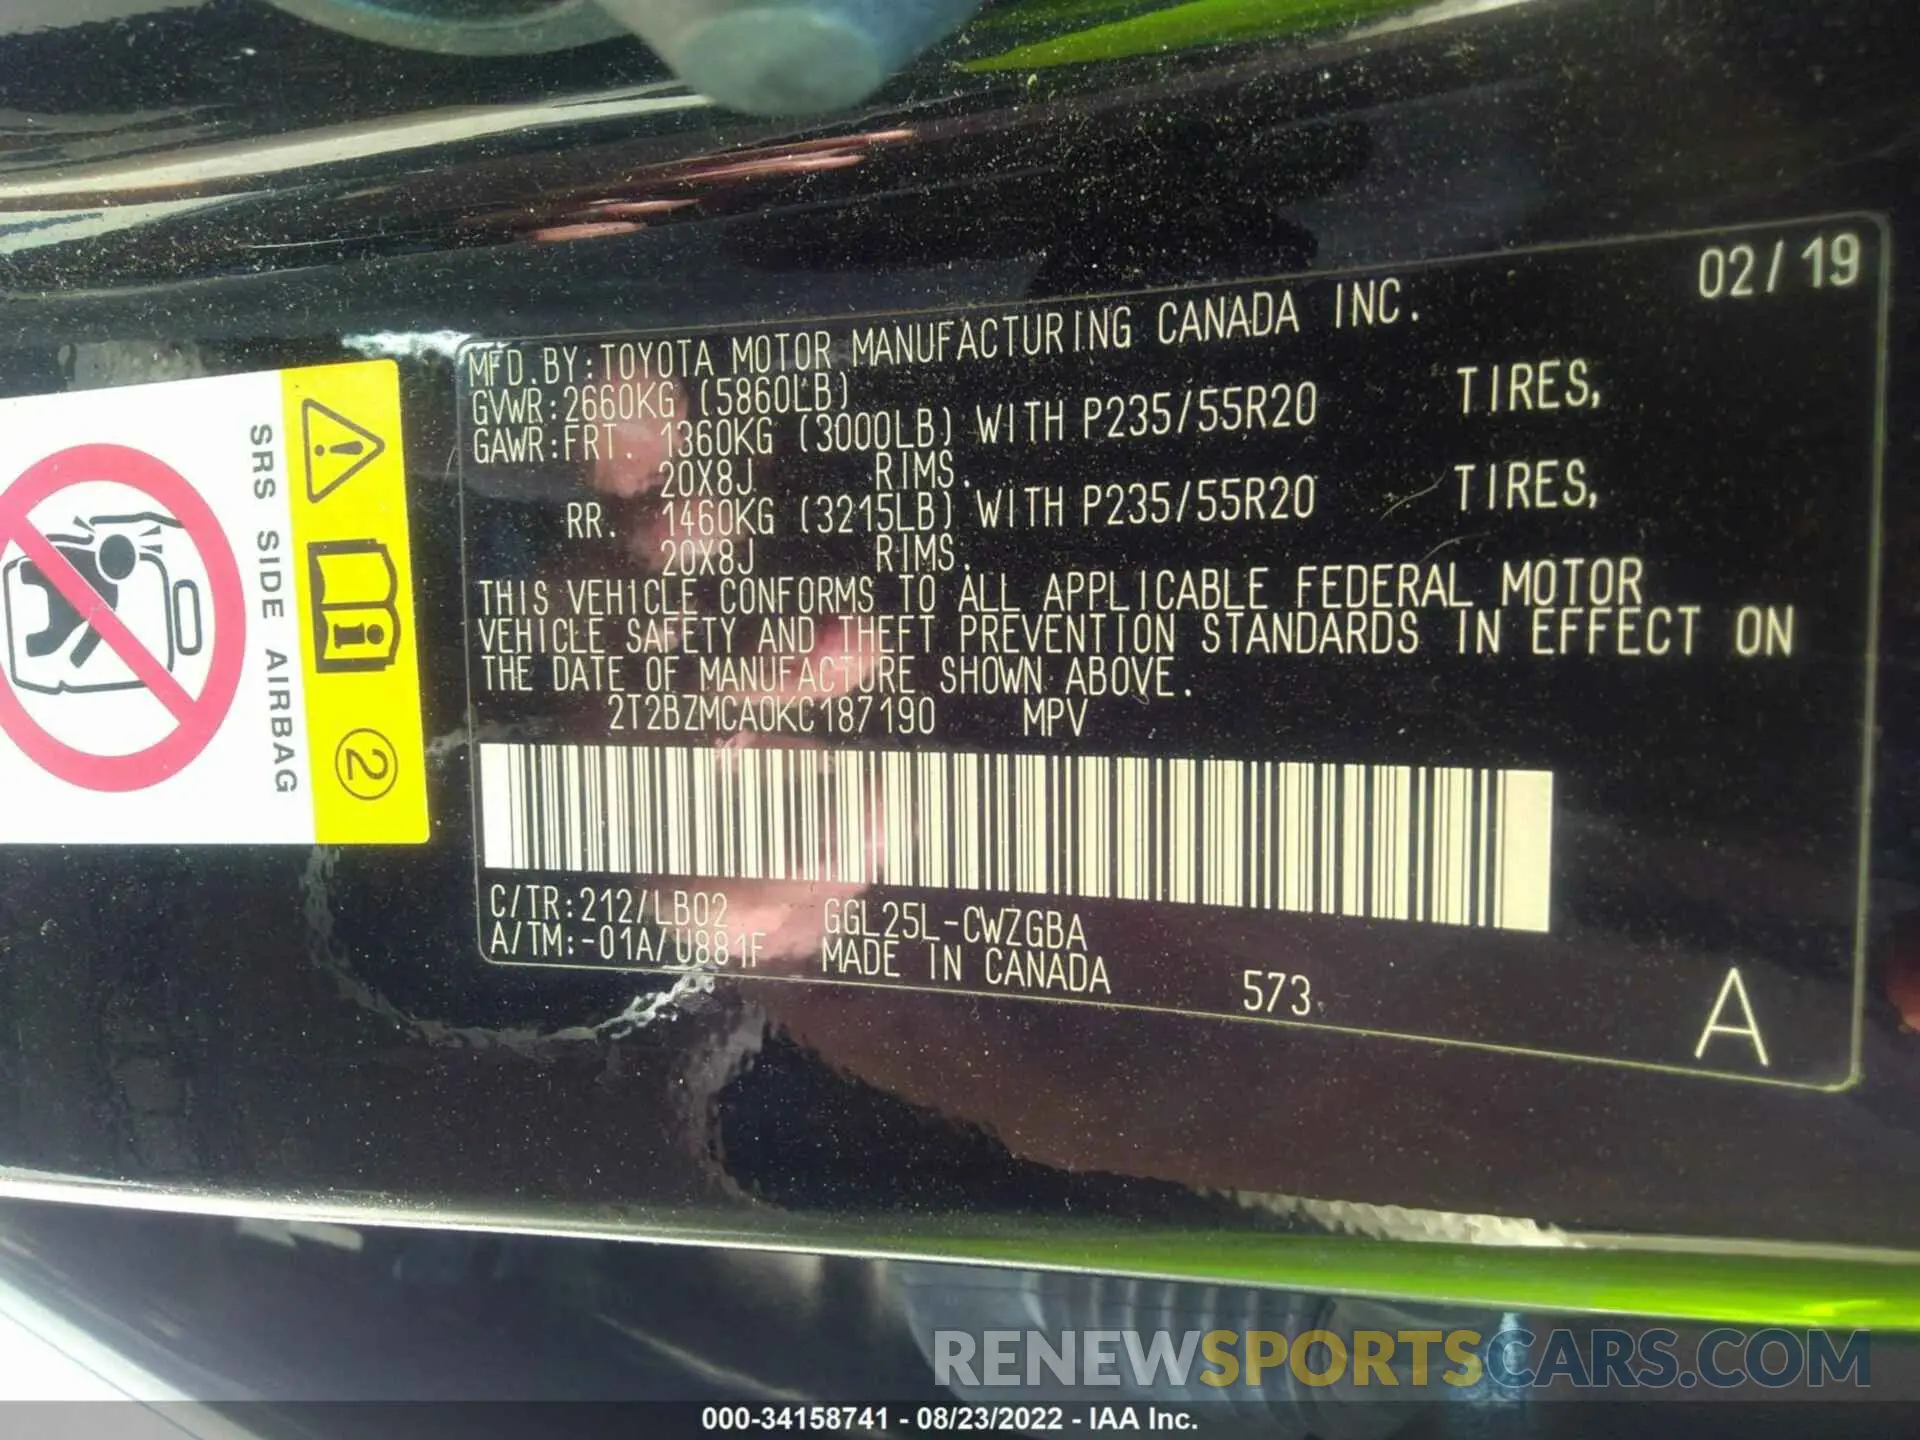 02/19
MFD.BY:TOYOTA MOTOR MANUFACTURING CANADA INC.
GVWR:2660KG (5860LB)
GAWR:FRT. 1360KG (3000LB) WITH P235/55R20 TIRES,
20X8J RIMS.
RR. 1460KG (3215LB) WITH P235/55R20 TIRES,
20X8J RIMS.
THIS VEHICLE CONFORMS TO ALL APPLICABLE FEDERAL MOTOR
VEHICLE SAFETY AND THEFT PREVENTION STANDARDS IN EFFECT ON
THE DATE OF MANUFACTURE SHOWN ABOVE.
2T2BZMCA0KC187190 MPV
C/TR:212/LB02 GGL25L-CWZGBA
A/TM:-01A/U881F MADE IN CANADA 573
A
SRS SIDE AIRBAG
2
RENEWSPORTSCARS.COM
000-34158741 - 08/23/2022 - IAA Inc.